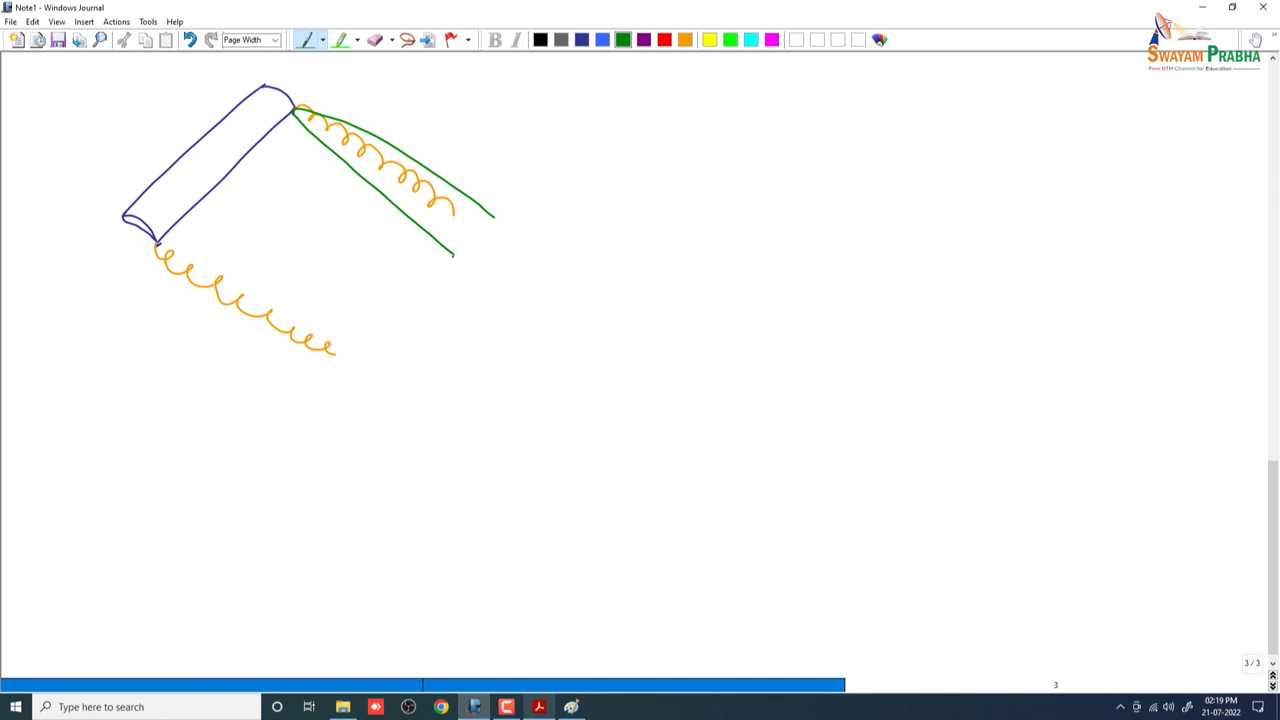 Note1 - Windows Journal
File Edit View Insert Actions Tools Help
Page Width
B I
SWAYAM PRABHA
Free DTH Channel for Education
3 / 3
3
Type here to search
02:19 PM
21-07-2022